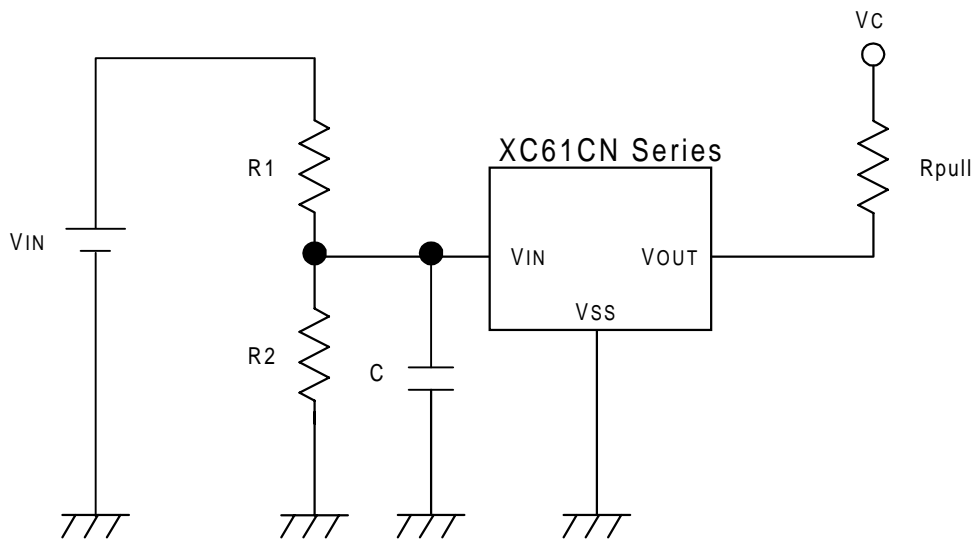 VC
XC61CN Series
R1
Rpull
VIN
VIN
VOUT
VSS
R2
C